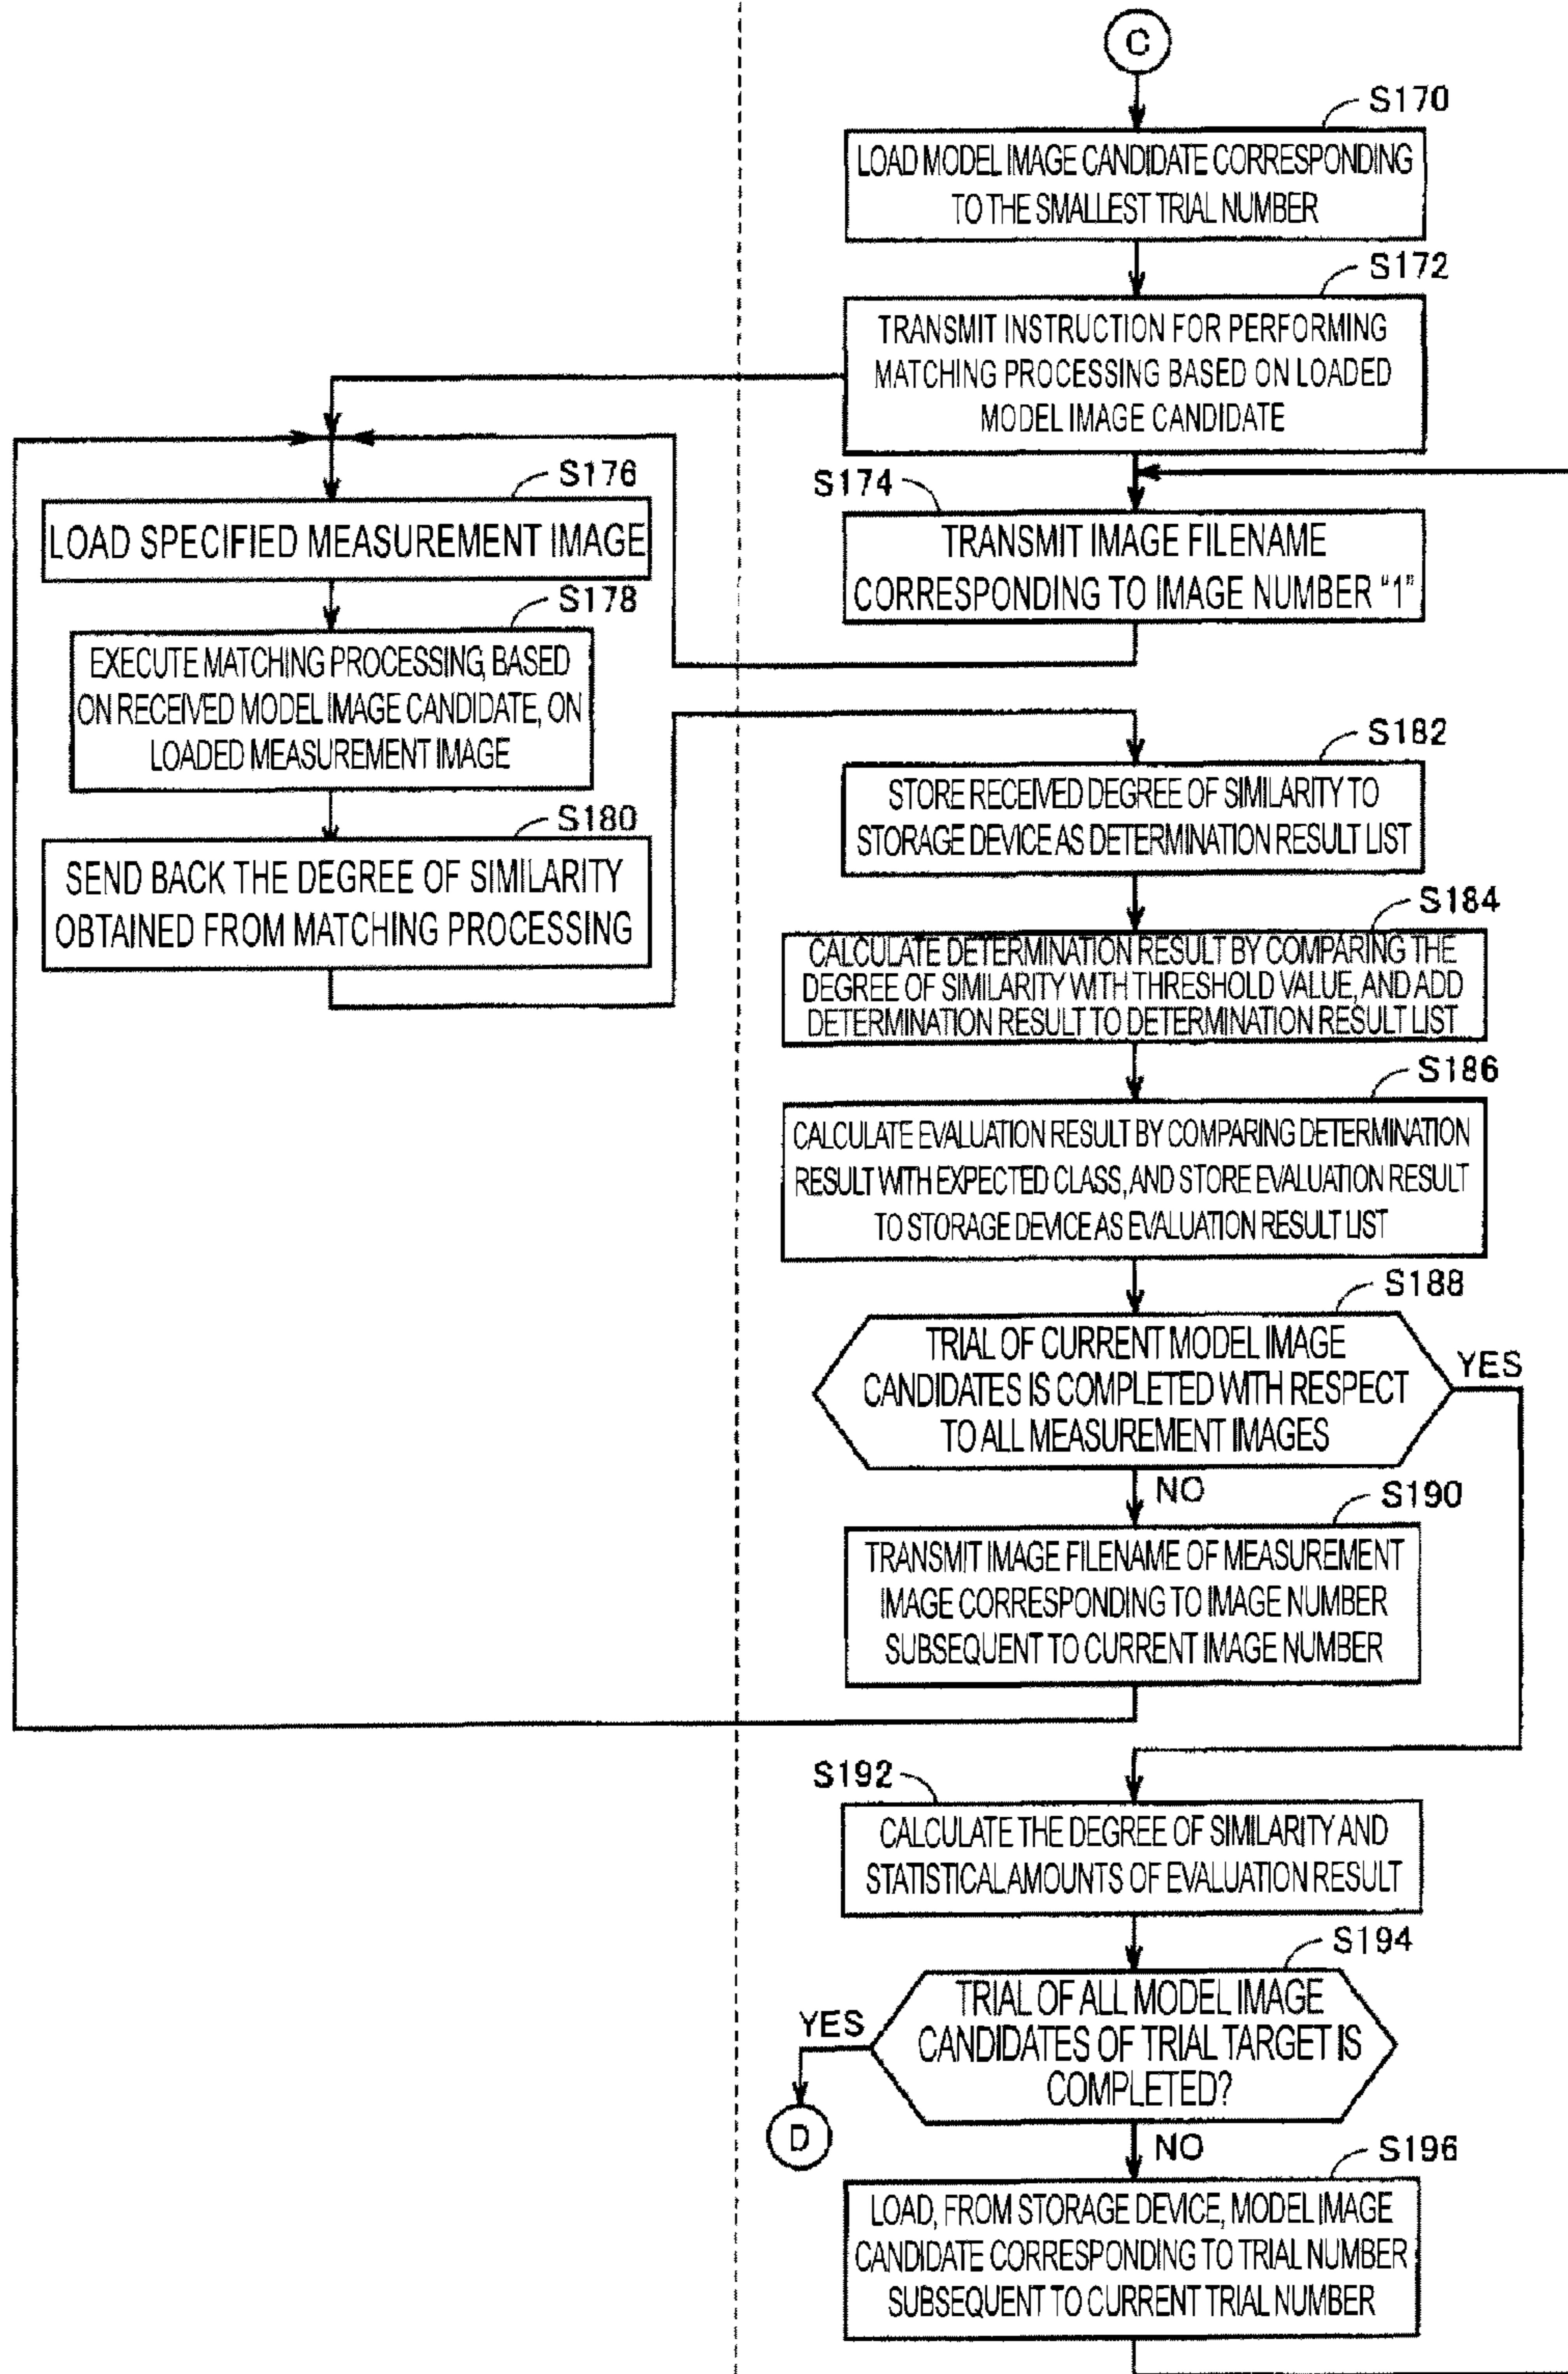 C
S170
LOAD MODEL IMAGE CANDIDATE CORRESPONDING
TO THE SMALLEST TRIAL NUMBER
S172
TRANSMIT INSTRUCTION FOR PERFORMING
MATCHING PROCESSING BASED ON LOADED
MODEL IMAGE CANDIDATE
S174
TRANSMIT IMAGE FILENAME
CORRESPONDING TO IMAGE NUMBER "1"
S176
LOAD SPECIFIED MEASUREMENT IMAGE
S178
EXECUTE MATCHING PROCESSING, BASED
ON RECEIVED MODEL IMAGE CANDIDATE, ON
LOADED MEASUREMENT IMAGE
S180
SEND BACK THE DEGREE OF SIMILARITY
OBTAINED FROM MATCHING PROCESSING
S182
STORE RECEIVED DEGREE OF SIMILARITY TO
STORAGE DEVICE AS DETERMINATION RESULT LIST
S184
CALCULATE DETERMINATION RESULT BY COMPARING THE
DEGREE OF SIMILARITY WITH THRESHOLD VALUE, AND ADD
DETERMINATION RESULT TO DETERMINATION RESULT LIST
S186
CALCULATE EVALUATION RESULT BY COMPARING DETERMINATION
RESULT WITH EXPECTED CLASS, AND STORE EVALUATION RESULT
TO STORAGE DEVICE AS EVALUATION RESULT LIST
S188
TRIAL OF CURRENT MODEL IMAGE
CANDIDATES IS COMPLETED WITH RESPECT
TO ALL MEASUREMENT IMAGES
YES
NO
S190
TRANSMIT IMAGE FILENAME OF MEASUREMENT
IMAGE CORRESPONDING TO IMAGE NUMBER
SUBSEQUENT TO CURRENT IMAGE NUMBER
S192
CALCULATE THE DEGREE OF SIMILARITY AND
STATISTICAL AMOUNTS OF EVALUATION RESULT
S194
TRIAL OF ALL MODEL IMAGE
CANDIDATES OF TRIAL TARGET IS
COMPLETED?
YES
D
NO
S196
LOAD, FROM STORAGE DEVICE, MODEL IMAGE
CANDIDATE CORRESPONDING TO TRIAL NUMBER
SUBSEQUENT TO CURRENT TRIAL NUMBER